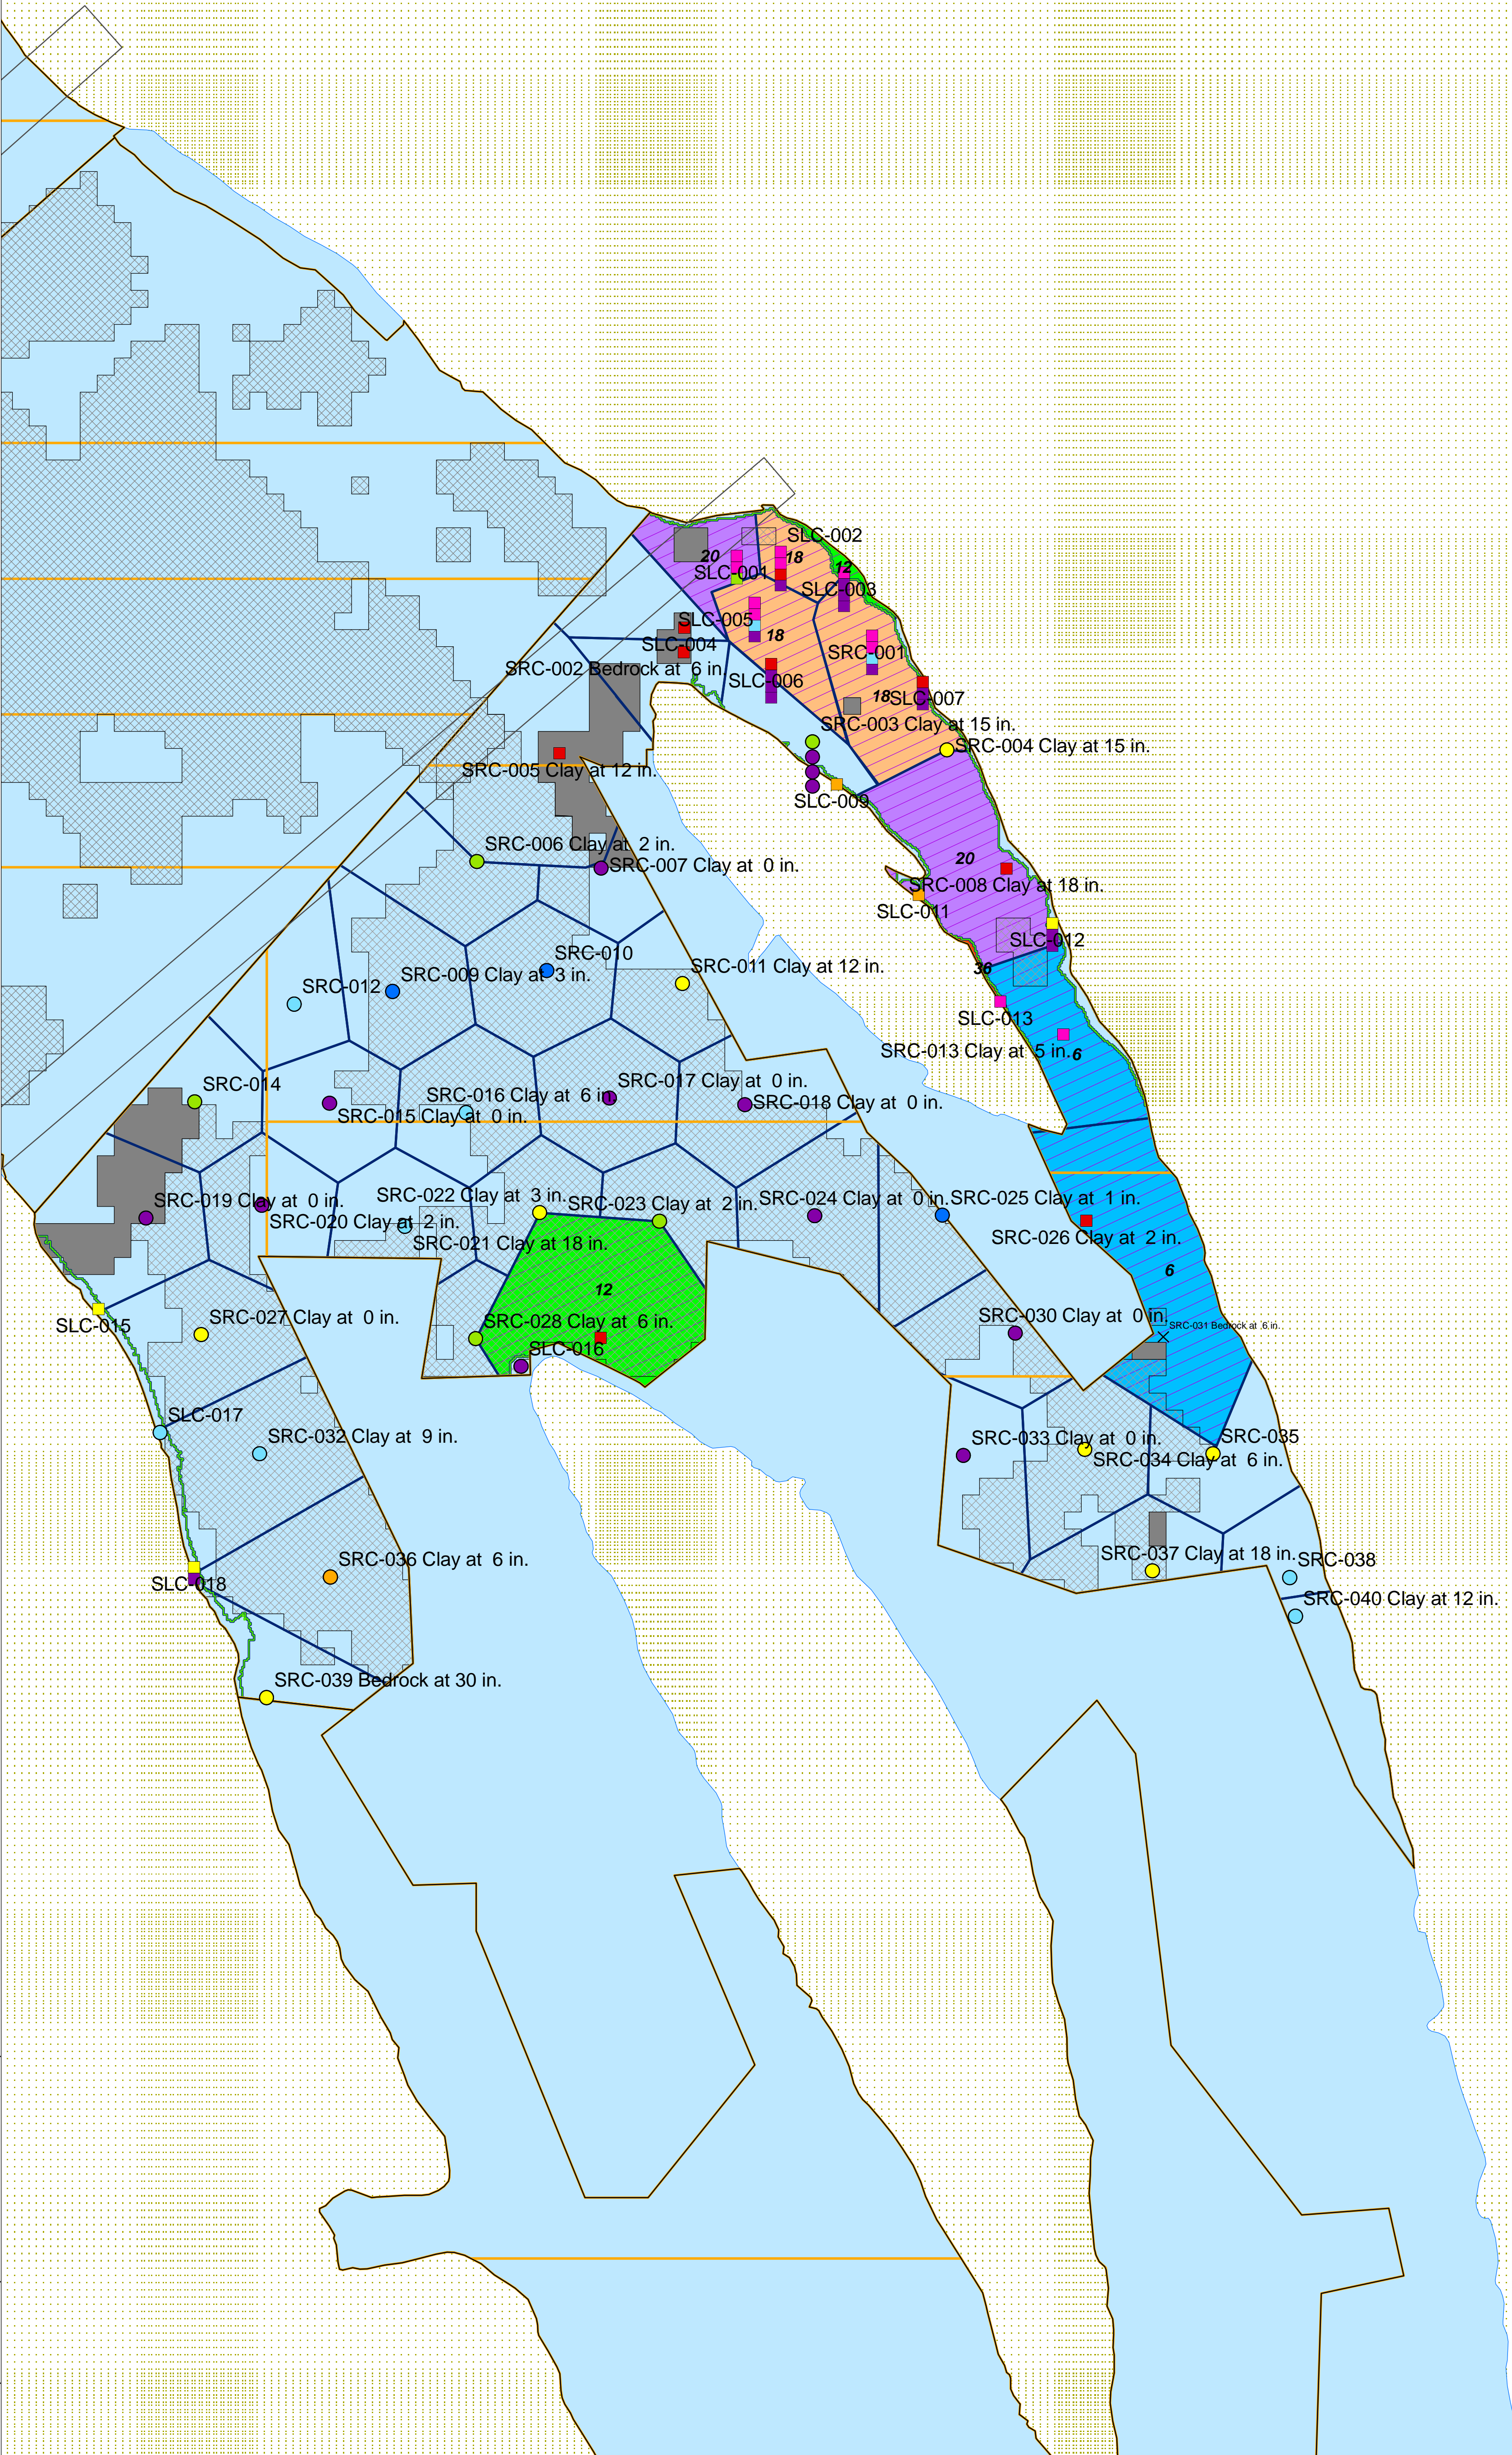 SLC-002
20
18
12
SLC-001
SLC-003
SLC-005
18
SLC-004
SRC-001
SRC-002 Bedrock at 6 in.
SLC-006
18
SLC-007
SRC-003 Clay at 15 in.
SRC-004 Clay at 15 in.
SRC-005 Clay at 12 in.
SLC-009
SRC-006 Clay at 2 in.
20
SRC-007 Clay at 0 in.
SRC-008 Clay at 18 in.
SLC-011
SLC-012
SRC-010
SRC-011 Clay at 12 in.
36
SRC-009 Clay at 3 in.
SRC-012
SLC-013
SRC-013 Clay at 5 in.
6
SRC-014
SRC-017 Clay at 0 in.
SRC-016 Clay at 6 in.
SRC-018 Clay at 0 in.
SRC-015 Clay at 0 in.
SRC-022 Clay at 3 in.
SRC-019 Clay at 0 in.
SRC-023 Clay at 2 in.
SRC-024 Clay at 0 in.
SRC-025 Clay at 1 in.
SRC-020 Clay at 2 in.
SRC-026 Clay at 2 in.
SRC-021 Clay at 18 in.
6
12
SRC-030 Clay at 0 in.
SRC-027 Clay at 0 in.
SRC-028 Clay at 6 in.
SLC-015
SRC-031 Bedrock at 6 in.
SLC-016
SLC-017
SRC-032 Clay at 9 in.
SRC-033 Clay at 0 in.
SRC-035
SRC-034 Clay at 6 in.
SRC-037 Clay at 18 in.
SRC-038
SRC-036 Clay at 6 in.
SLC-018
SRC-040 Clay at 12 in.
SRC-039 Bedrock at 30 in.